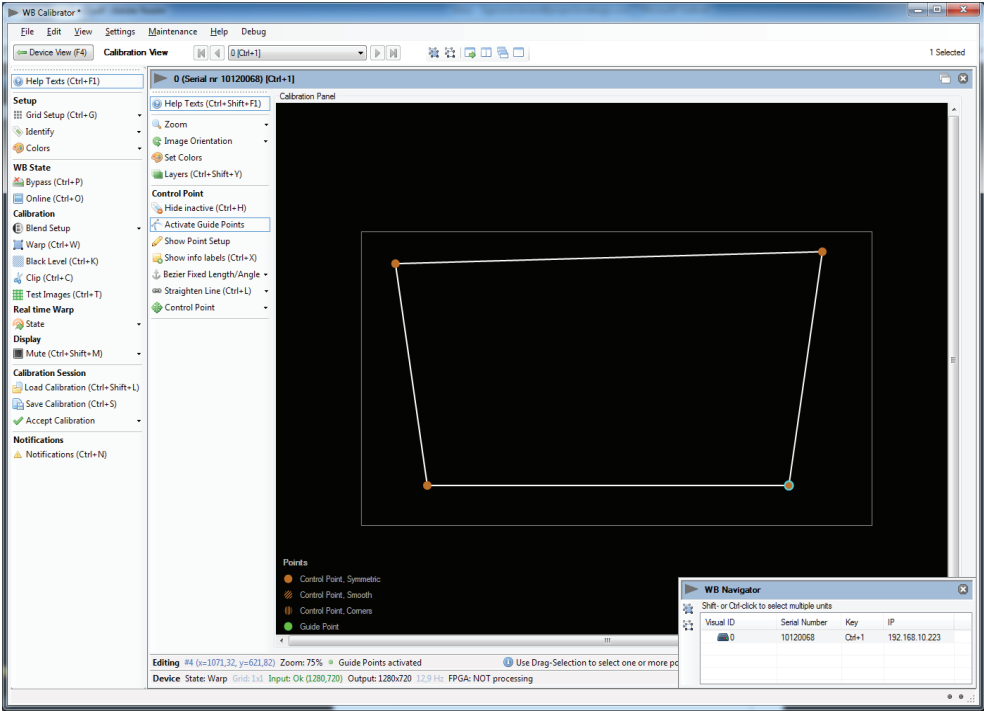 WB Calibrator *
File Edit View Settings Maintenance Help Debug
Device View (F4) Calibration View 0 [Ctrl+1] 1 Selected
Help Texts (Ctrl+F1)
Setup
Grid Setup (Ctrl+G)
Identify
Colors
WB State
Bypass (Ctrl+P)
Online (Ctrl+O)
Calibration
Blend Setup
Warp (Ctrl+W)
Black Level (Ctrl+K)
Clip (Ctrl+C)
Test Images (Ctrl+T)
Real time Warp
State
Display
Mute (Ctrl+Shift+M)
Calibration Session
Load Calibration (Ctrl+Shift+L)
Save Calibration (Ctrl+S)
Accept Calibration
Notifications
Notifications (Ctrl+N)
0 (Serial nr 10120068) [Ctrl+1]
Help Texts (Ctrl+Shift+F1)
Zoom
Image Orientation
Set Colors
Layers (Ctrl+Shift+Y)
Control Point
Hide inactive (Ctrl+H)
Activate Guide Points
Show Point Setup
Show info labels (Ctrl+X)
Bezier Fixed Length/Angle
Straighten Line (Ctrl+L)
Control Point
Calibration Panel
Points
Control Point, Symmetric
Control Point, Smooth
Control Point, Corners
Guide Point
Editing #4 (x=1071,32, y=621,82) Zoom: 75% Guide Points activated Use Drag-Selection to select one or more po
Device State: Warp Grid: 1x1 Input: Ok (1280,720) Output: 1280x720 12,9 Hz FPGA: NOT processing
WB Navigator
Shift- or Ctrl-click to select multiple units
Visual ID Serial Number Key IP
0 10120068 Ctrl+1 192.168.10.223